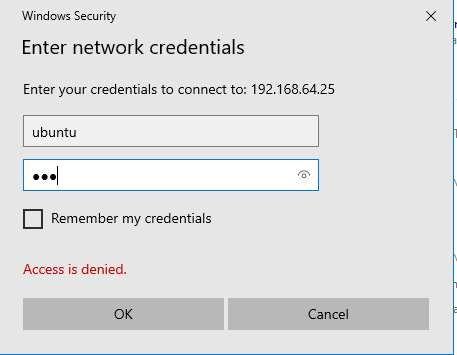 Windows Security
Enter network credentials
Enter your credentials to connect to: 192.168.64.25
ubuntu
•••
Remember my credentials
Access is denied.
OK
Cancel